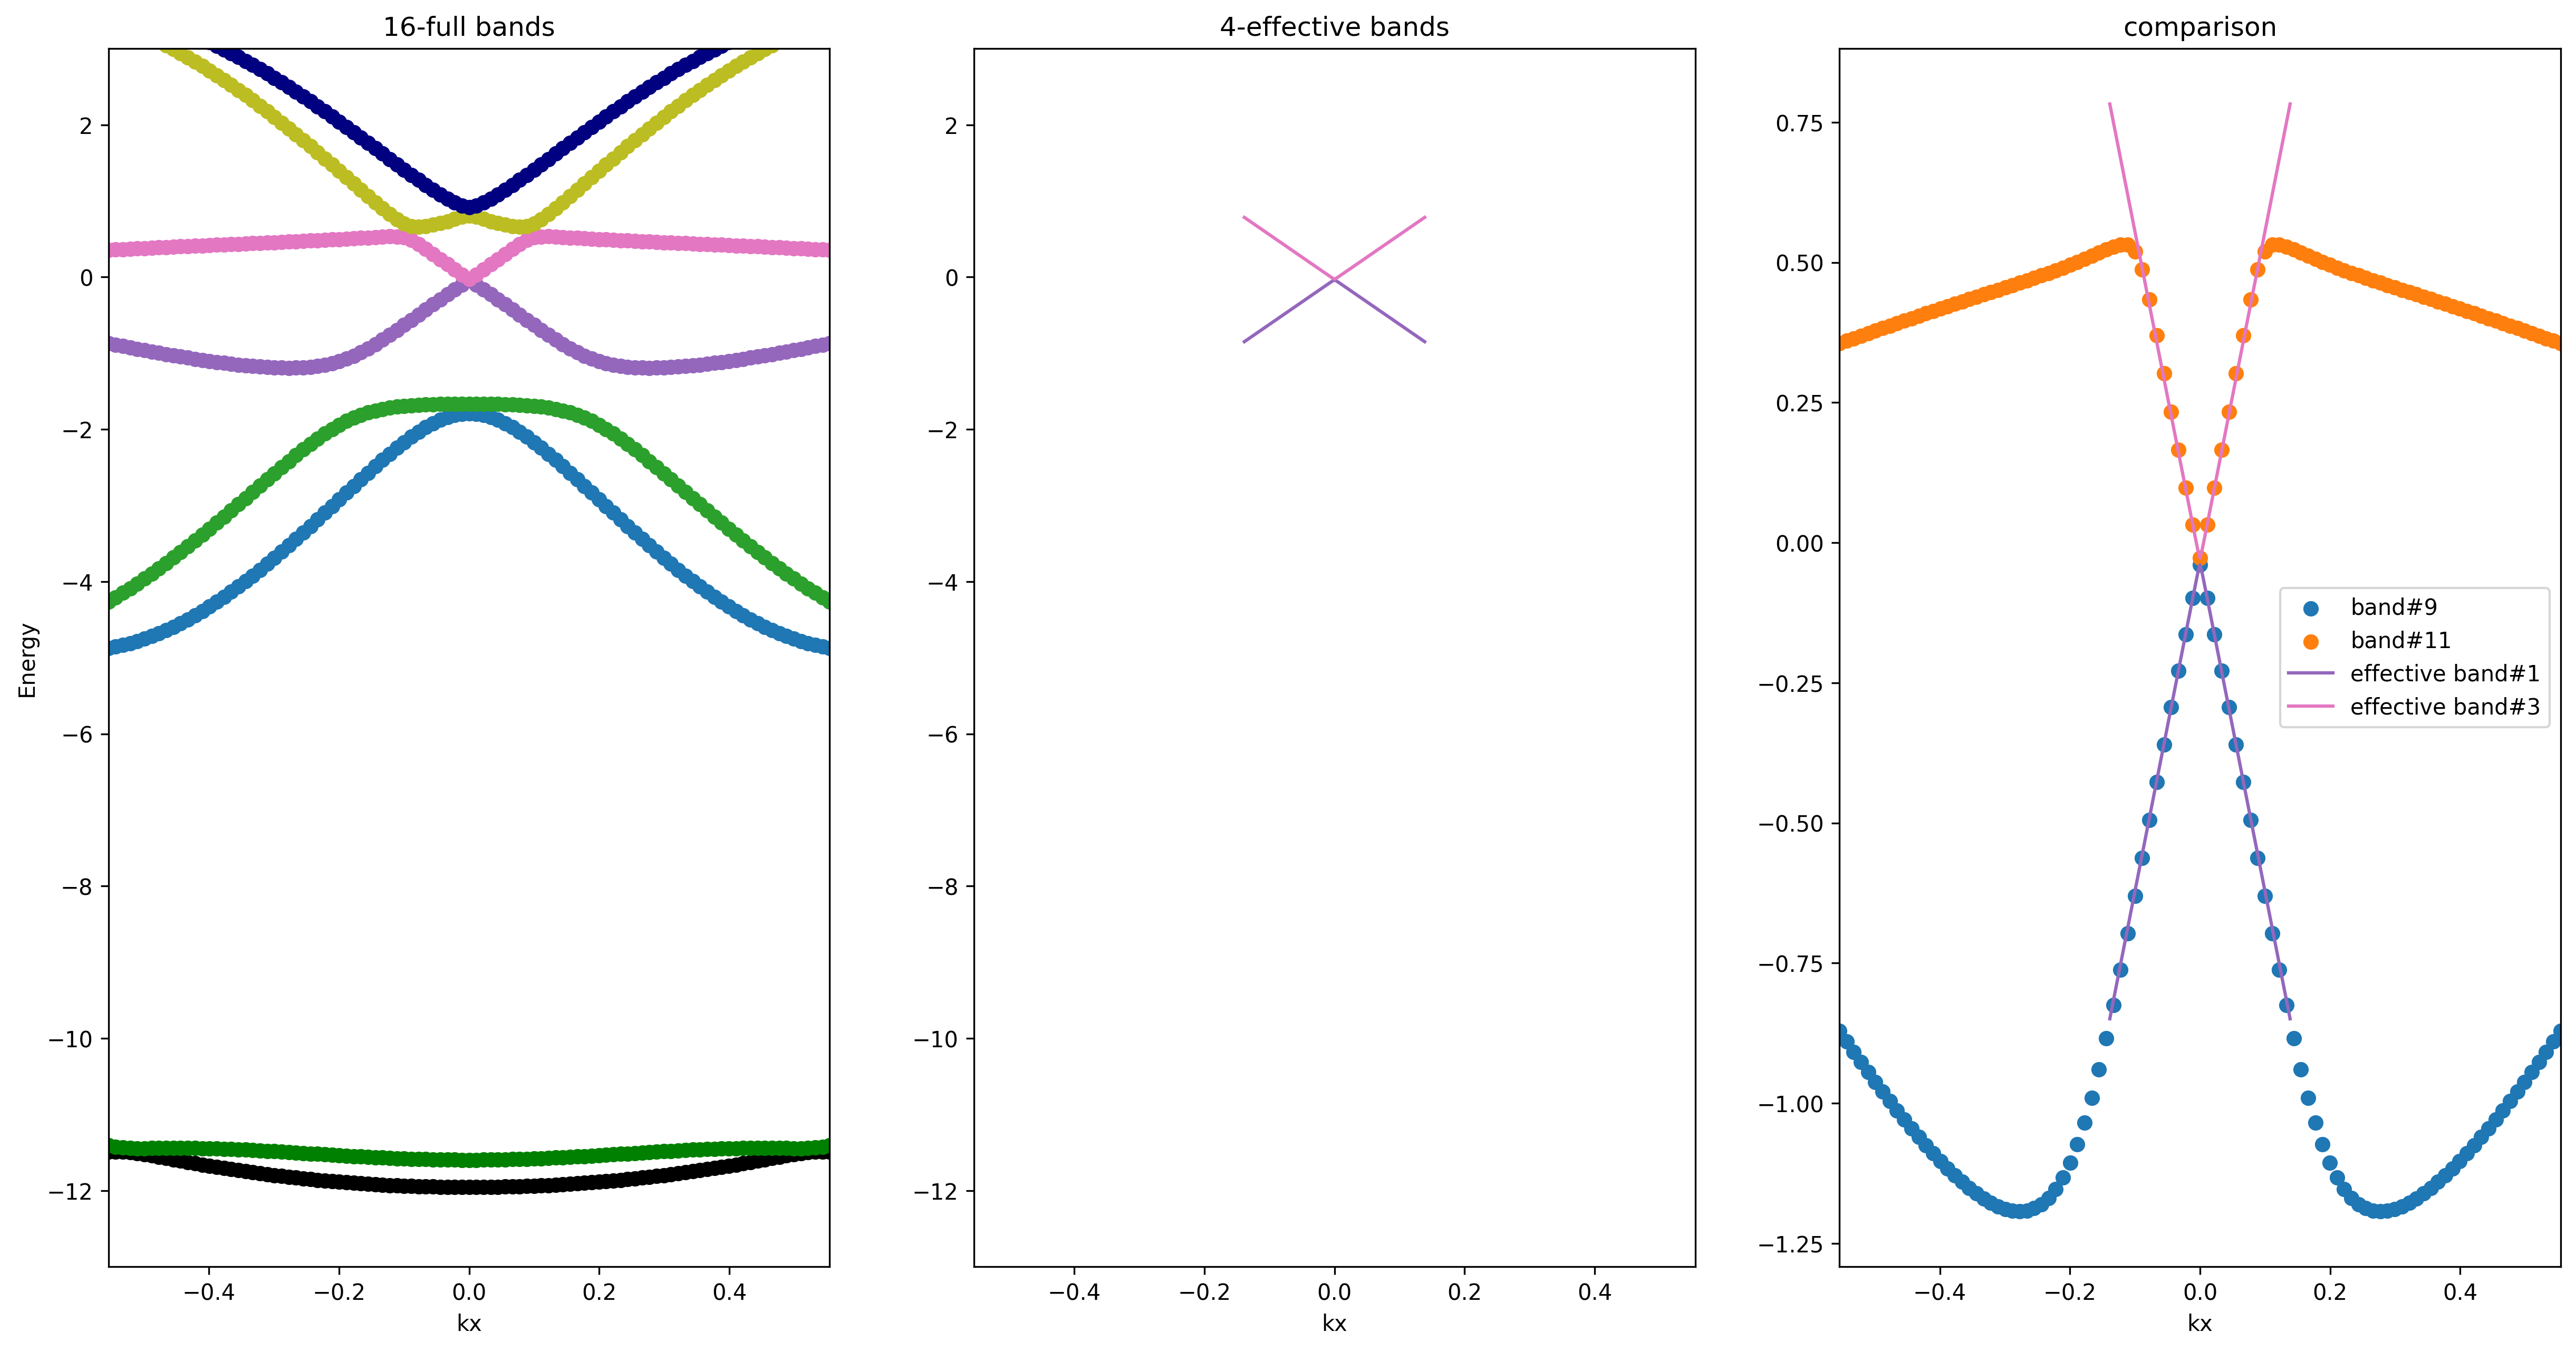 16-full bands
4-effective bands
comparison
Energy
2
0
−2
−4
−6
−8
−10
−12
−0.4 −0.2 0.0 0.2 0.4
kx
2
0
−2
−4
−6
−8
−10
−12
−0.4 −0.2 0.0 0.2 0.4
kx
0.75
0.50
0.25
0.00
−0.25
−0.50
−0.75
−1.00
−1.25
band#9
band#11
effective band#1
effective band#3
−0.4 −0.2 0.0 0.2 0.4
kx